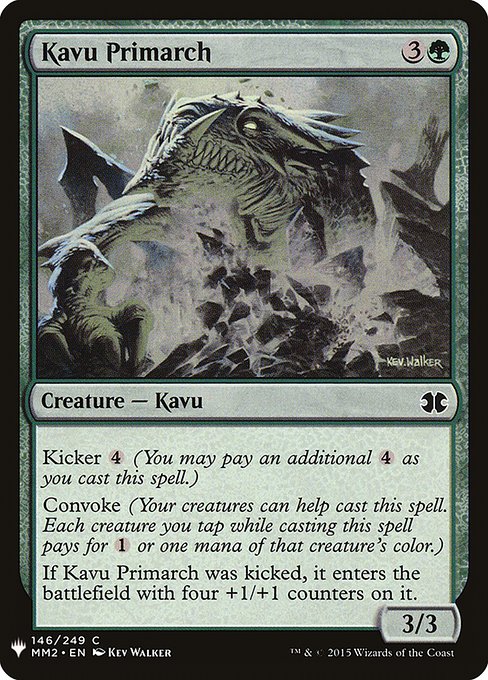 Kavu Primarch 3
KEV.WALKER
Creature — Kavu
Kicker 4 (You may pay an additional 4 as
you cast this spell.)
Convoke (Your creatures can help cast this spell.
Each creature you tap while casting this spell
pays for 1 or one mana of that creature's color.)
If Kavu Primarch was kicked, it enters the
battlefield with four +1/+1 counters on it.
3/3
146/249 C
MM2 • EN Kev Walker
™ & © 2015 Wizards of the Coast